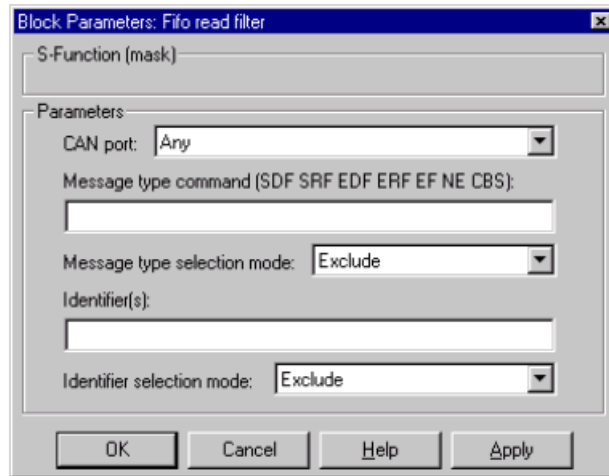 Block Parameters: Fifo read filter
S-Function (mask)
Parameters
CAN port: Any
Message type command (SDF SRF EDF ERF EF NE CBS):
Message type selection mode: Exclude
Identifier(s):
Identifier selection mode: Exclude
OK Cancel Help Apply